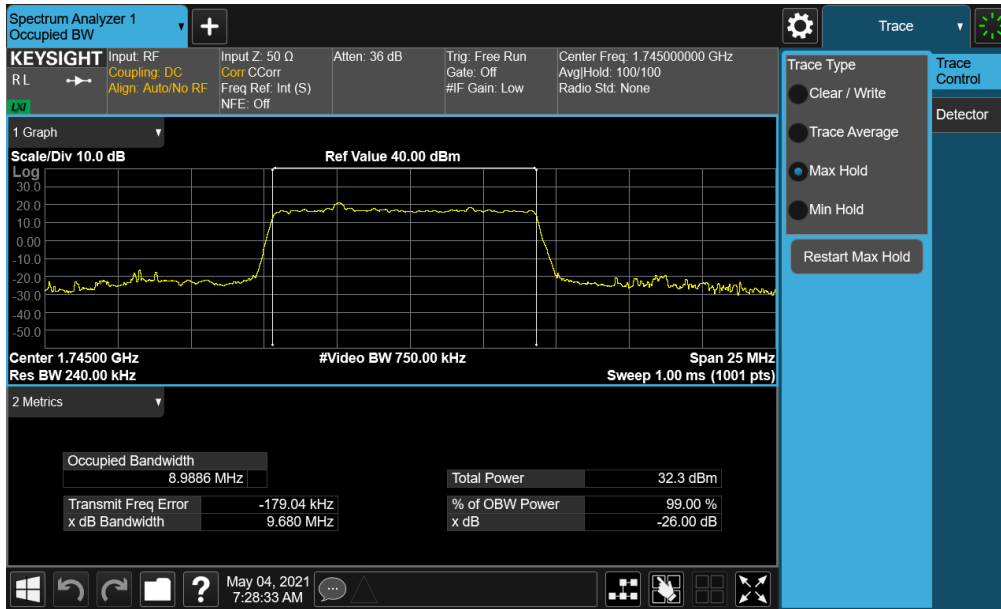 Spectrum Analyzer 1
Occupied BW
+
Trace
KEYSIGHT
R L
LXI
Input: RF
Coupling: DC
Align: Auto/No RF
Input Z: 50 Ω
Corr CCorr
Freq Ref: Int (S)
NFE: Off
Atten: 36 dB
Trig: Free Run
Gate: Off
#IF Gain: Low
Center Freq: 1.745000000 GHz
Avg|Hold: 100/100
Radio Std: None
Trace Type
Clear / Write
Trace Average
Max Hold
Min Hold
Restart Max Hold
Trace
Control
Detector
1 Graph
Scale/Div 10.0 dB
Ref Value 40.00 dBm
Log
30.0
20.0
10.0
0.00
-10.0
-20.0
-30.0
-40.0
-50.0
Center 1.74500 GHz
#Video BW 750.00 kHz
Span 25 MHz
Res BW 240.00 kHz
Sweep 1.00 ms (1001 pts)
2 Metrics
Occupied Bandwidth
8.9886 MHz
Total Power
32.3 dBm
Transmit Freq Error
-179.04 kHz
% of OBW Power
99.00 %
x dB Bandwidth
9.680 MHz
x dB
-26.00 dB
?
May 04, 2021
7:28:33 AM